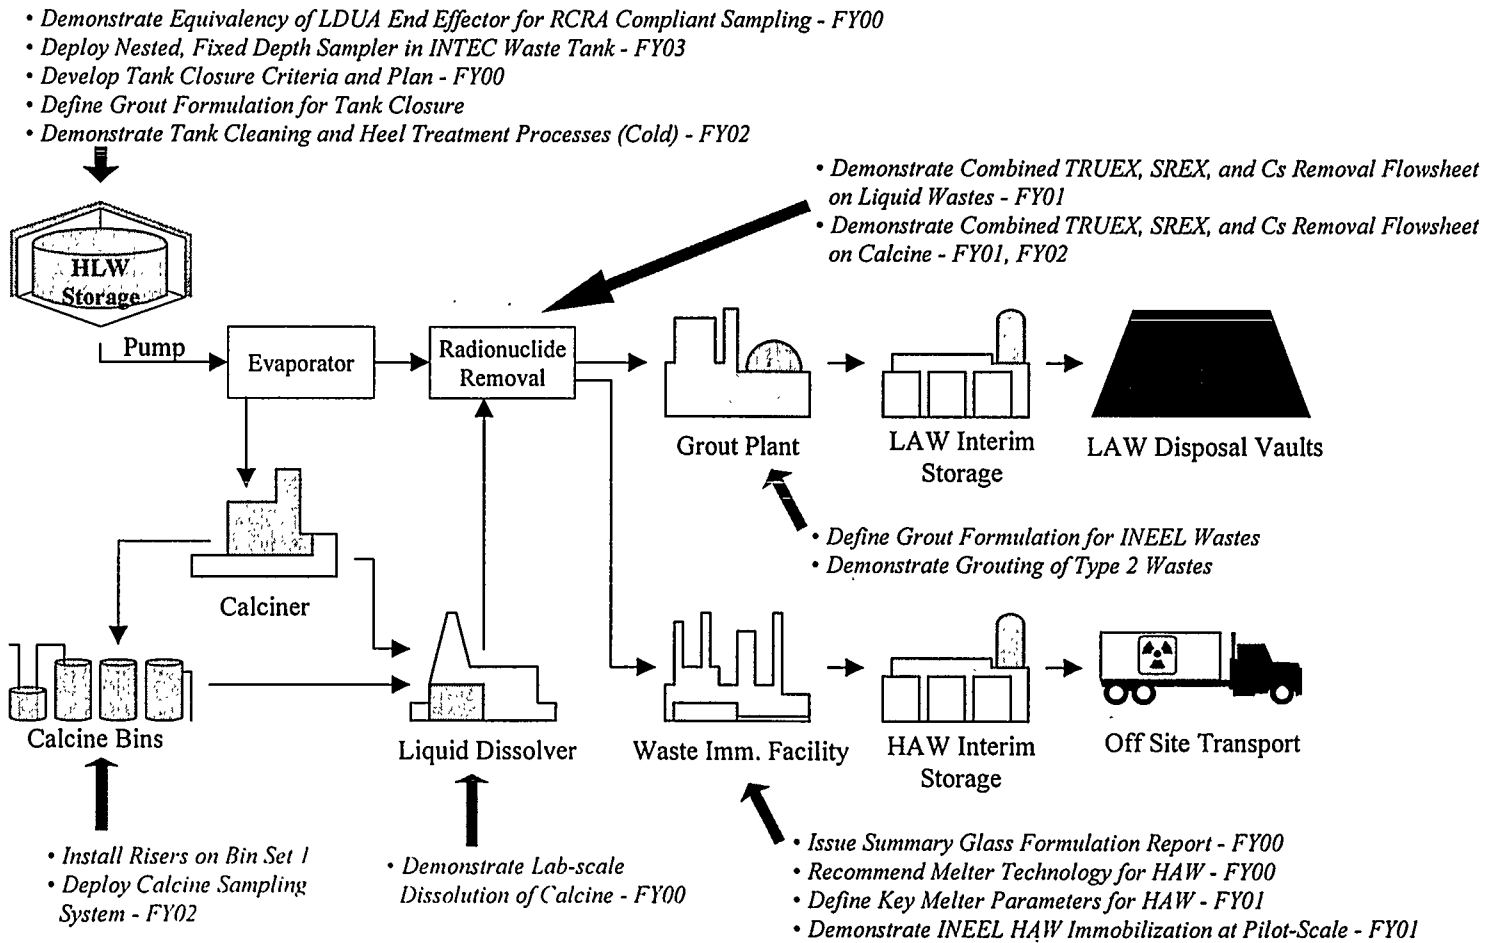 • Demonstrate Equivalency of LDUA End Effector for RCRA Compliant Sampling - FY00
• Deploy Nested, Fixed Depth Sampler in INTEC Waste Tank - FY03
• Develop Tank Closure Criteria and Plan - FY00
• Define Grout Formulation for Tank Closure
• Demonstrate Tank Cleaning and Heel Treatment Processes (Cold) - FY02
• Demonstrate Combined TRUEX, SREX, and Cs Removal Flowsheet
on Liquid Wastes - FY01
• Demonstrate Combined TRUEX, SREX, and Cs Removal Flowsheet
on Calcine - FY01, FY02
HLW
Storage
Pump
Evaporator
Radionuclide
Removal
Grout Plant
LAW Interim
Storage
LAW Disposal Vaults
• Define Grout Formulation for INEEL Wastes
• Demonstrate Grouting of Type 2 Wastes
Calciner
Calcine Bins
Liquid Dissolver
Waste Imm. Facility
HAW Interim
Storage
Off Site Transport
• Install Risers on Bin Set 1
• Deploy Calcine Sampling
System - FY02
• Demonstrate Lab-scale
Dissolution of Calcine - FY00
• Issue Summary Glass Formulation Report - FY00
• Recommend Melter Technology for HAW - FY00
• Define Key Melter Parameters for HAW - FY01
• Demonstrate INEEL HAW Immobilization at Pilot-Scale - FY01